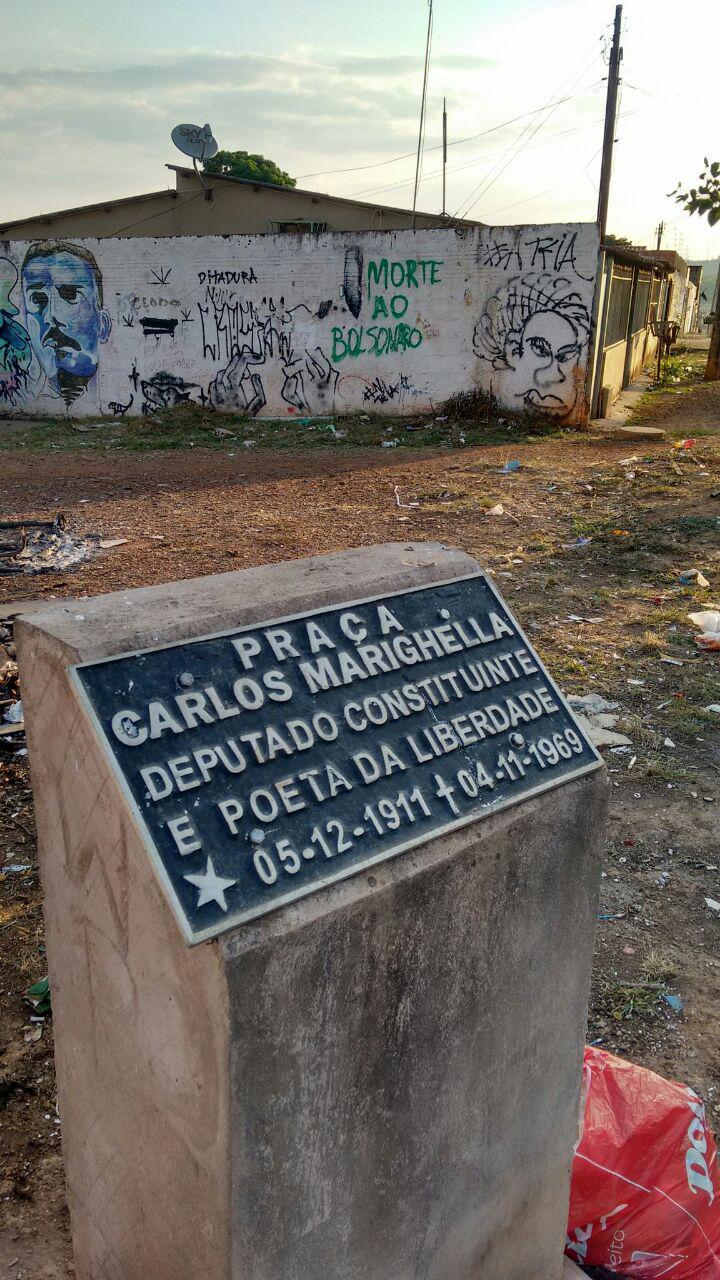 SKY
DITADURA
MORTE
AO
BOLSONARO
PRAÇA
CARLOS MARIGHELLA
DEPUTADO CONSTITUINTE
E POETA DA LIBERDADE
05-12-1911 04-11-1969